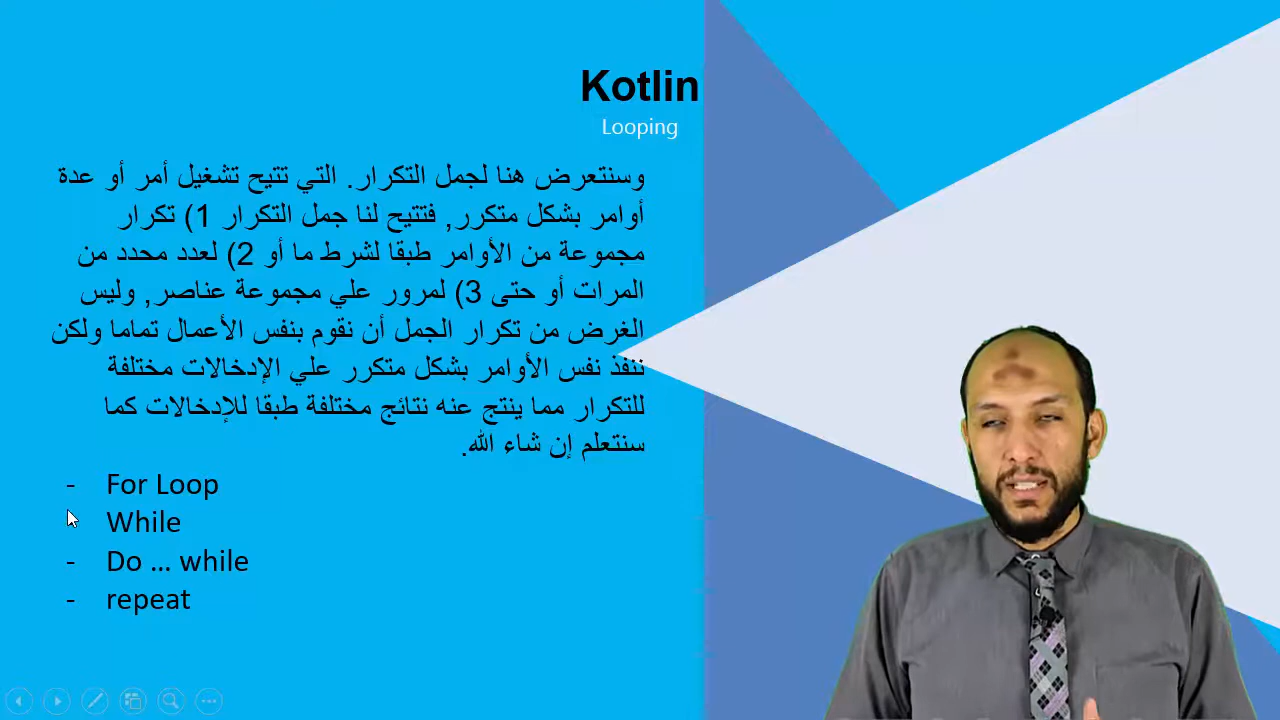 Kotlin
Looping
وسنتعرض هنا لجمل التكرار. التي تتيح تشغيل أمر أو عدة
أوامر بشكل متكرر, فتتيح لنا جمل التكرار 1) تكرار
مجموعة من الأوامر طبقا لشرط ما أو 2) لعدد محدد من
المرات أو حتى 3) لمرور علي مجموعة عناصر, وليس
الغرض من تكرار الجمل أن نقوم بنفس الأعمال تماما ولكن
ننفذ نفس الأوامر بشكل متكرر علي الإدخالات مختلفة
للتكرار مما ينتج عنه نتائج مختلفة طبقا للإدخالات كما
سنتعلم إن شاء الله.
- For Loop
- While
- Do ... while
- repeat